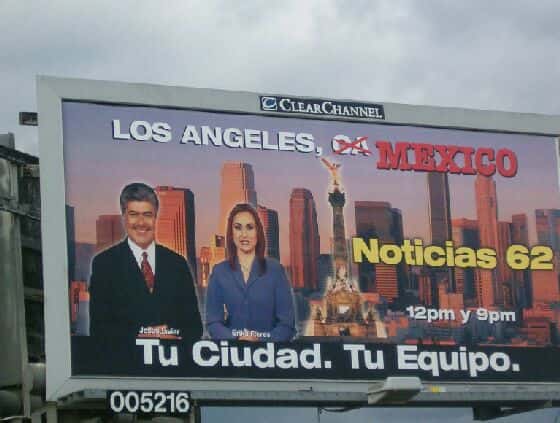 CLEARCHANNEL
LOS ANGELES, CA MEXICO
Noticias 62
12pm y 9pm
Tu Ciudad. Tu Equipo.
005216